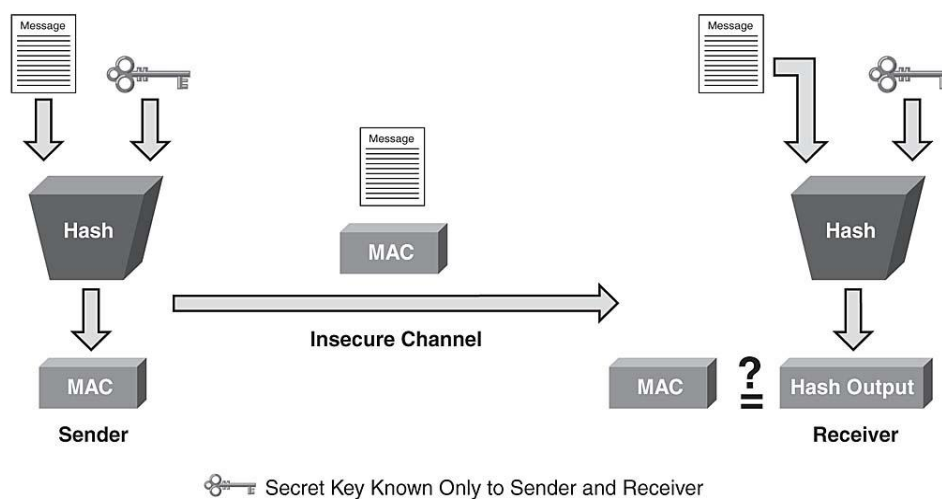 Message
Message
Hash
Message
MAC
Hash
Insecure Channel
MAC
MAC
?
=
Hash Output
Sender
Receiver
Secret Key Known Only to Sender and Receiver